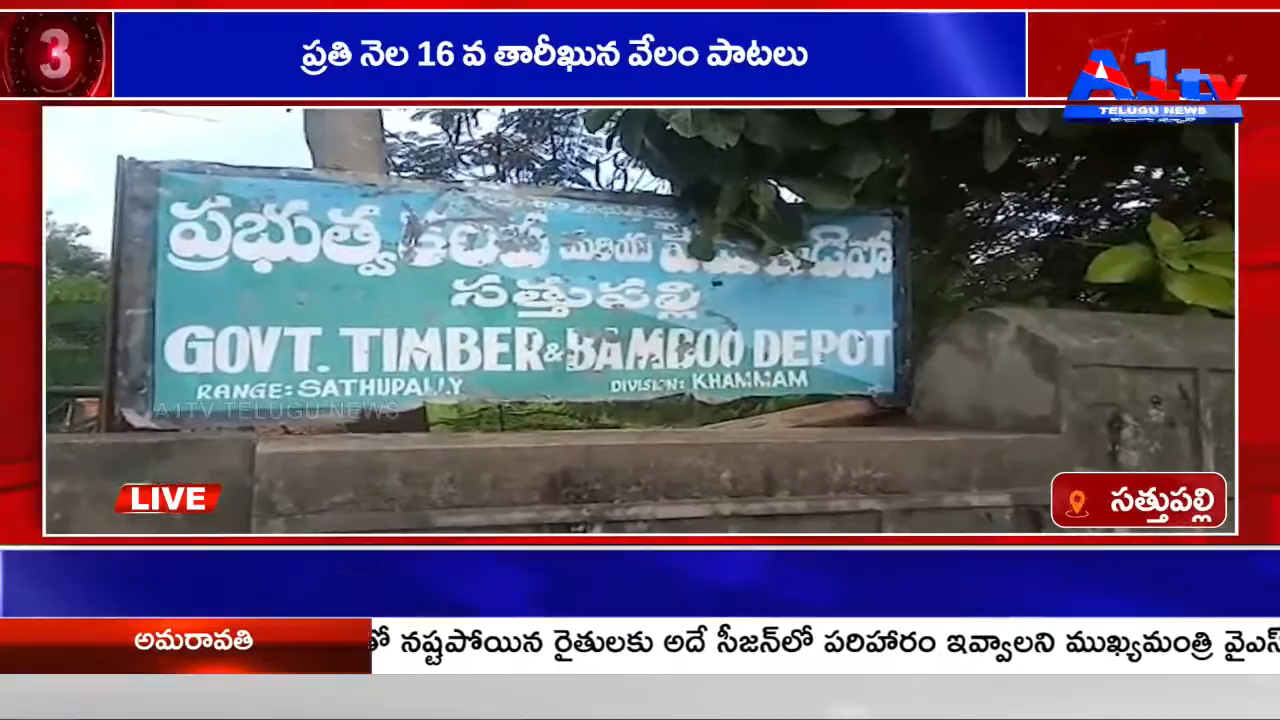 3
ప్రతి నెల 16 వ తారీఖున వేలం పాటలు
A1tv
TELUGU NEWS
ప్రభుత్వ కలప మరియు డిపో
సత్తుపల్లి
GOVT. TIMBER & BAMBOO DEPOT
RANGE: SATHUPALLY DIVISION: KHAMMAM
A1TV TELUGU NEWS
LIVE
సత్తుపల్లి
అమరావతి
తో నష్టపోయిన రైతులకు అదే సీజన్‌లో పరిహారం ఇవ్వాలని ముఖ్యమంత్రి వైఎస్